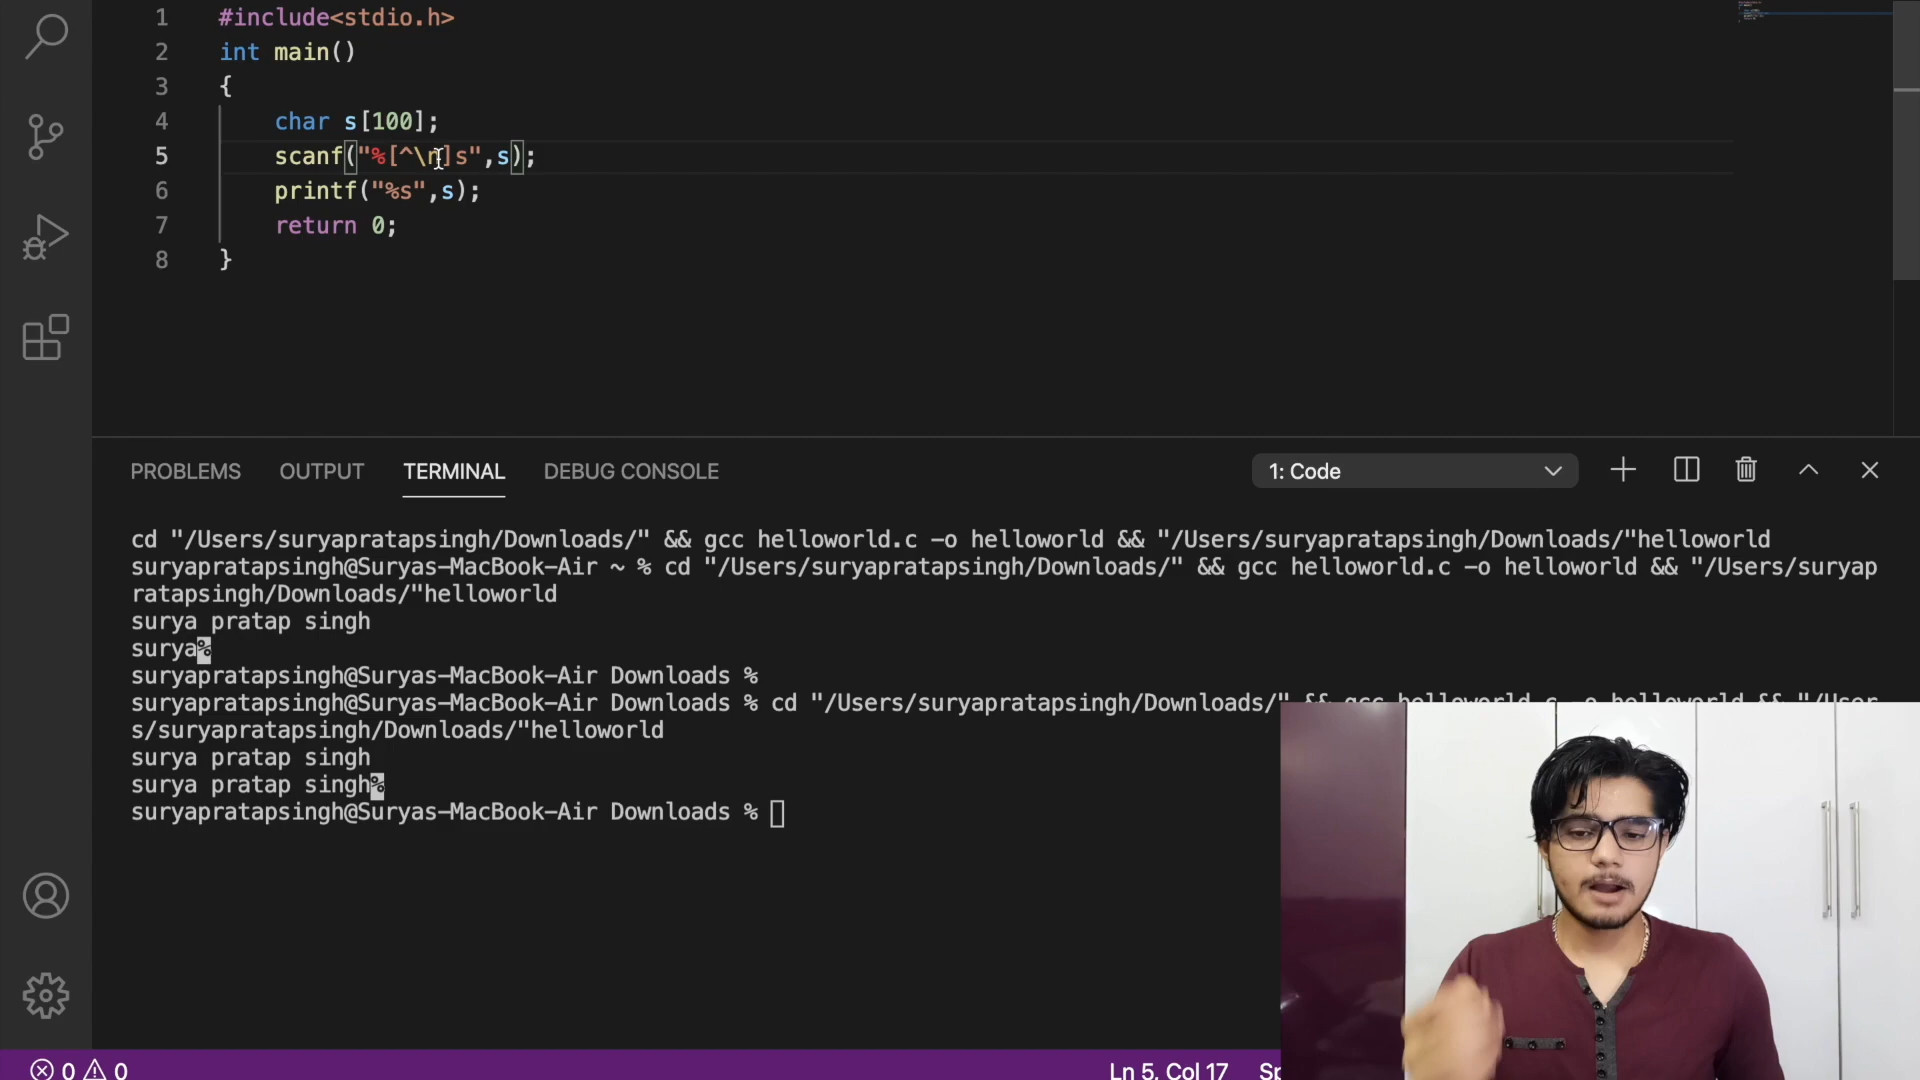 1 #include<stdio.h>
2 int main()
3 {
4 char s[100];
5 scanf("%[^\n]s",s);
6 printf("%s",s);
7 return 0;
8 }
PROBLEMS OUTPUT TERMINAL DEBUG CONSOLE 1: Code
cd "/Users/suryapratapsingh/Downloads/" && gcc helloworld.c -o helloworld && "/Users/suryapratapsingh/Downloads/"helloworld
suryapratapsingh@Suryas-MacBook-Air ~ % cd "/Users/suryapratapsingh/Downloads/" && gcc helloworld.c -o helloworld && "/Users/suryap
ratapsingh/Downloads/"helloworld
surya pratap singh
surya%
suryapratapsingh@Suryas-MacBook-Air Downloads %
suryapratapsingh@Suryas-MacBook-Air Downloads % cd "/Users/suryapratapsingh/Downloads/" && gcc helloworld.c -o helloworld && "/User
s/suryapratapsingh/Downloads/"helloworld
surya pratap singh
surya pratap singh%
suryapratapsingh@Suryas-MacBook-Air Downloads %
0 0 Ln 5, Col 17